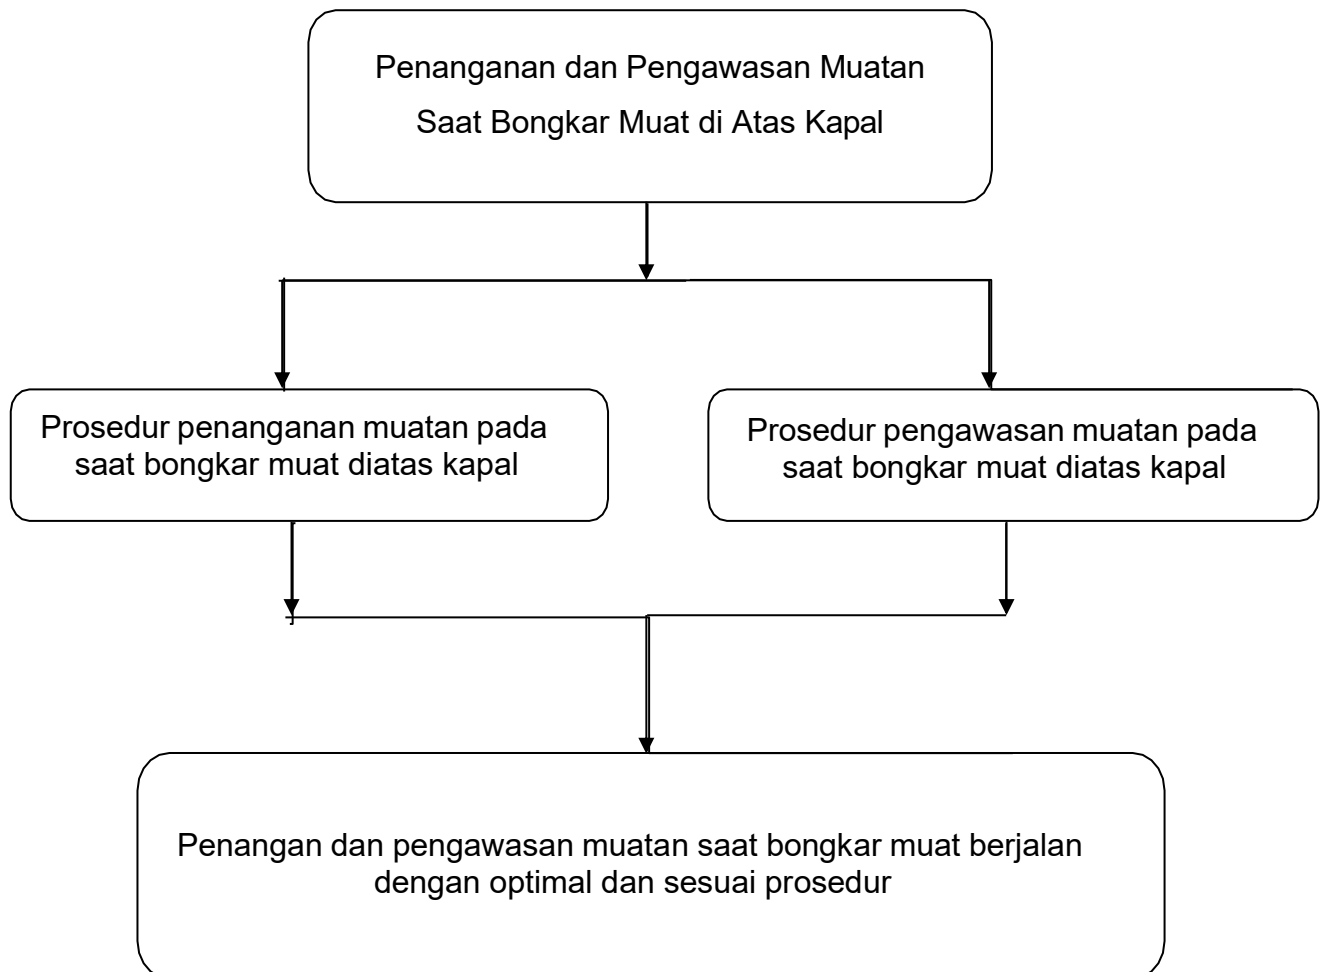 Penanganan dan Pengawasan Muatan
Saat Bongkar Muat di Atas Kapal
Prosedur penanganan muatan pada
saat bongkar muat diatas kapal
Prosedur pengawasan muatan pada
saat bongkar muat diatas kapal
Penangan dan pengawasan muatan saat bongkar muat berjalan
dengan optimal dan sesuai prosedur